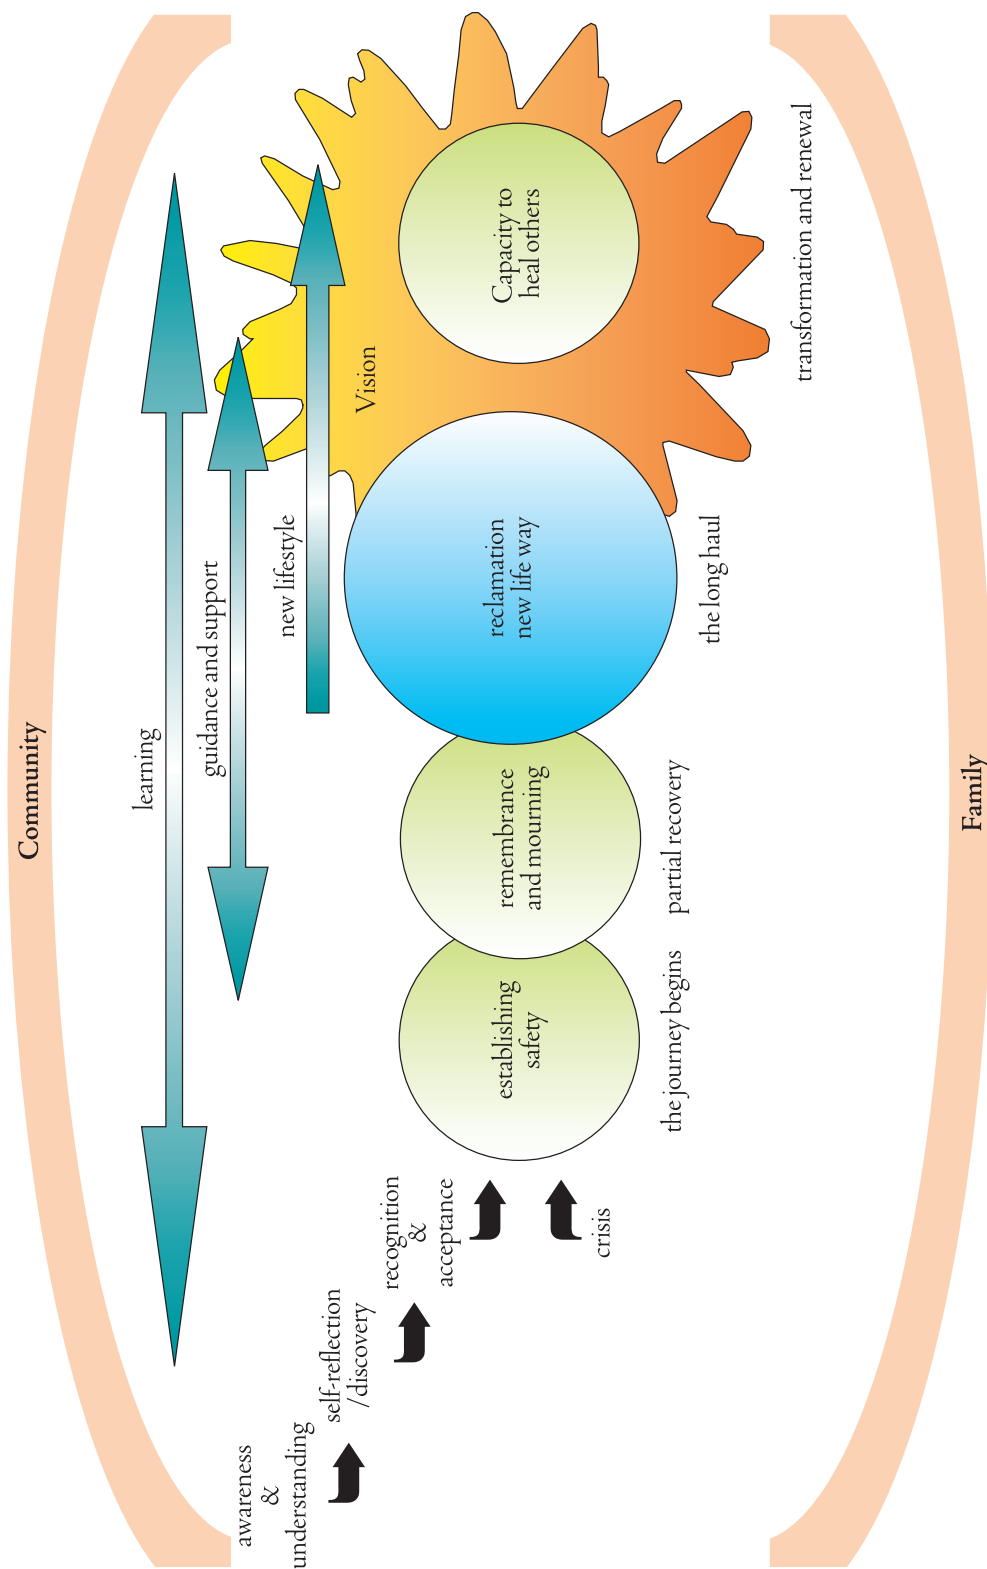 Community
learning
guidance and support
new lifestyle
awareness
&
understanding
self-reflection
/discovery
recognition
&
acceptance
crisis
establishing
safety
remembrance
and mourning
reclamation
new life way
Vision
Capacity to
heal others
the journey begins
partial recovery
the long haul
transformation and renewal
Family